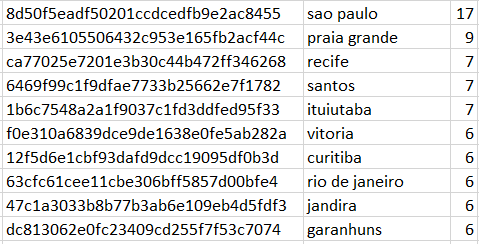 8d50f5eadf50201ccdcedfb9e2ac8455 sao paulo 17
3e43e6105506432c953e165fb2acf44c praia grande 9
ca77025e7201e3b30c44b472ff346268 recife 7
6469f99c1f9dfae7733b25662e7f1782 santos 7
1b6c7548a2a1f9037c1fd3ddfed95f33 ituiutaba 7
f0e310a6839dce9de1638e0fe5ab282a vitoria 6
12f5d6e1cbf93dafd9dcc19095df0b3d curitiba 6
63cfc61cee11cbe306bff5857d00bfe4 rio de janeiro 6
47c1a3033b8b77b3ab6e109eb4d5fdf3 jandira 6
dc813062e0fc23409cd255f7f53c7074 garanhuns 6